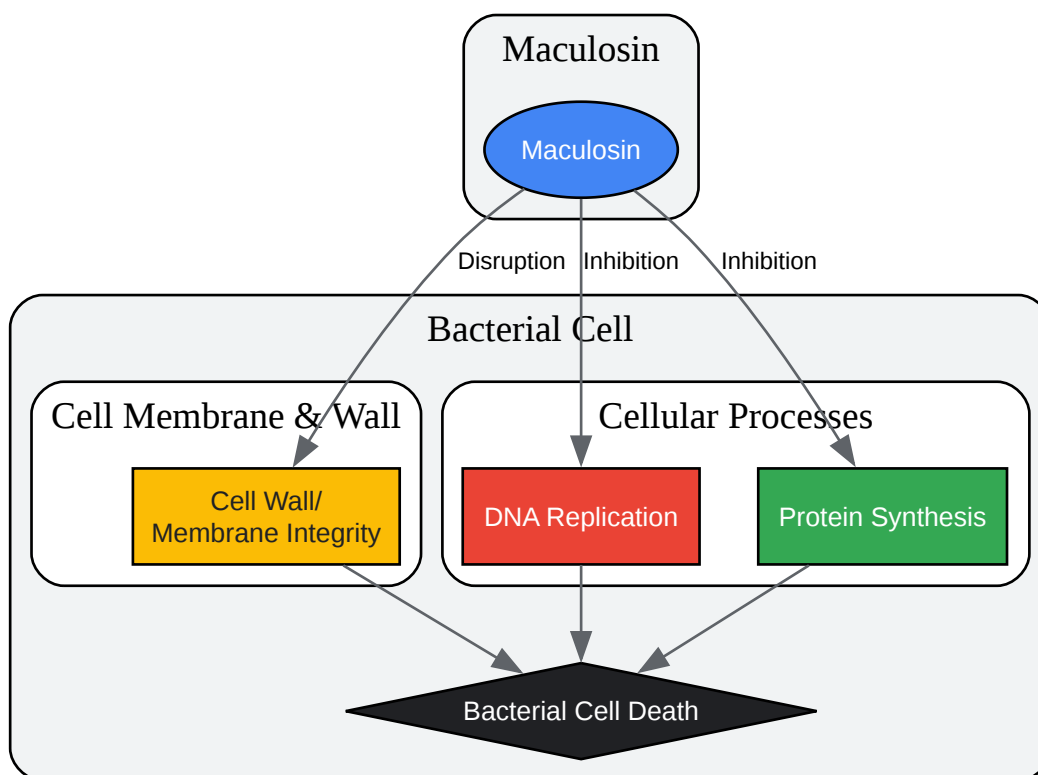 Maculosin
Maculosin
Disruption
Inhibition
Inhibition
Bacterial Cell
Cell Membrane & Wall
Cellular Processes
Cell Wall/
Membrane Integrity
DNA Replication
Protein Synthesis
Bacterial Cell Death